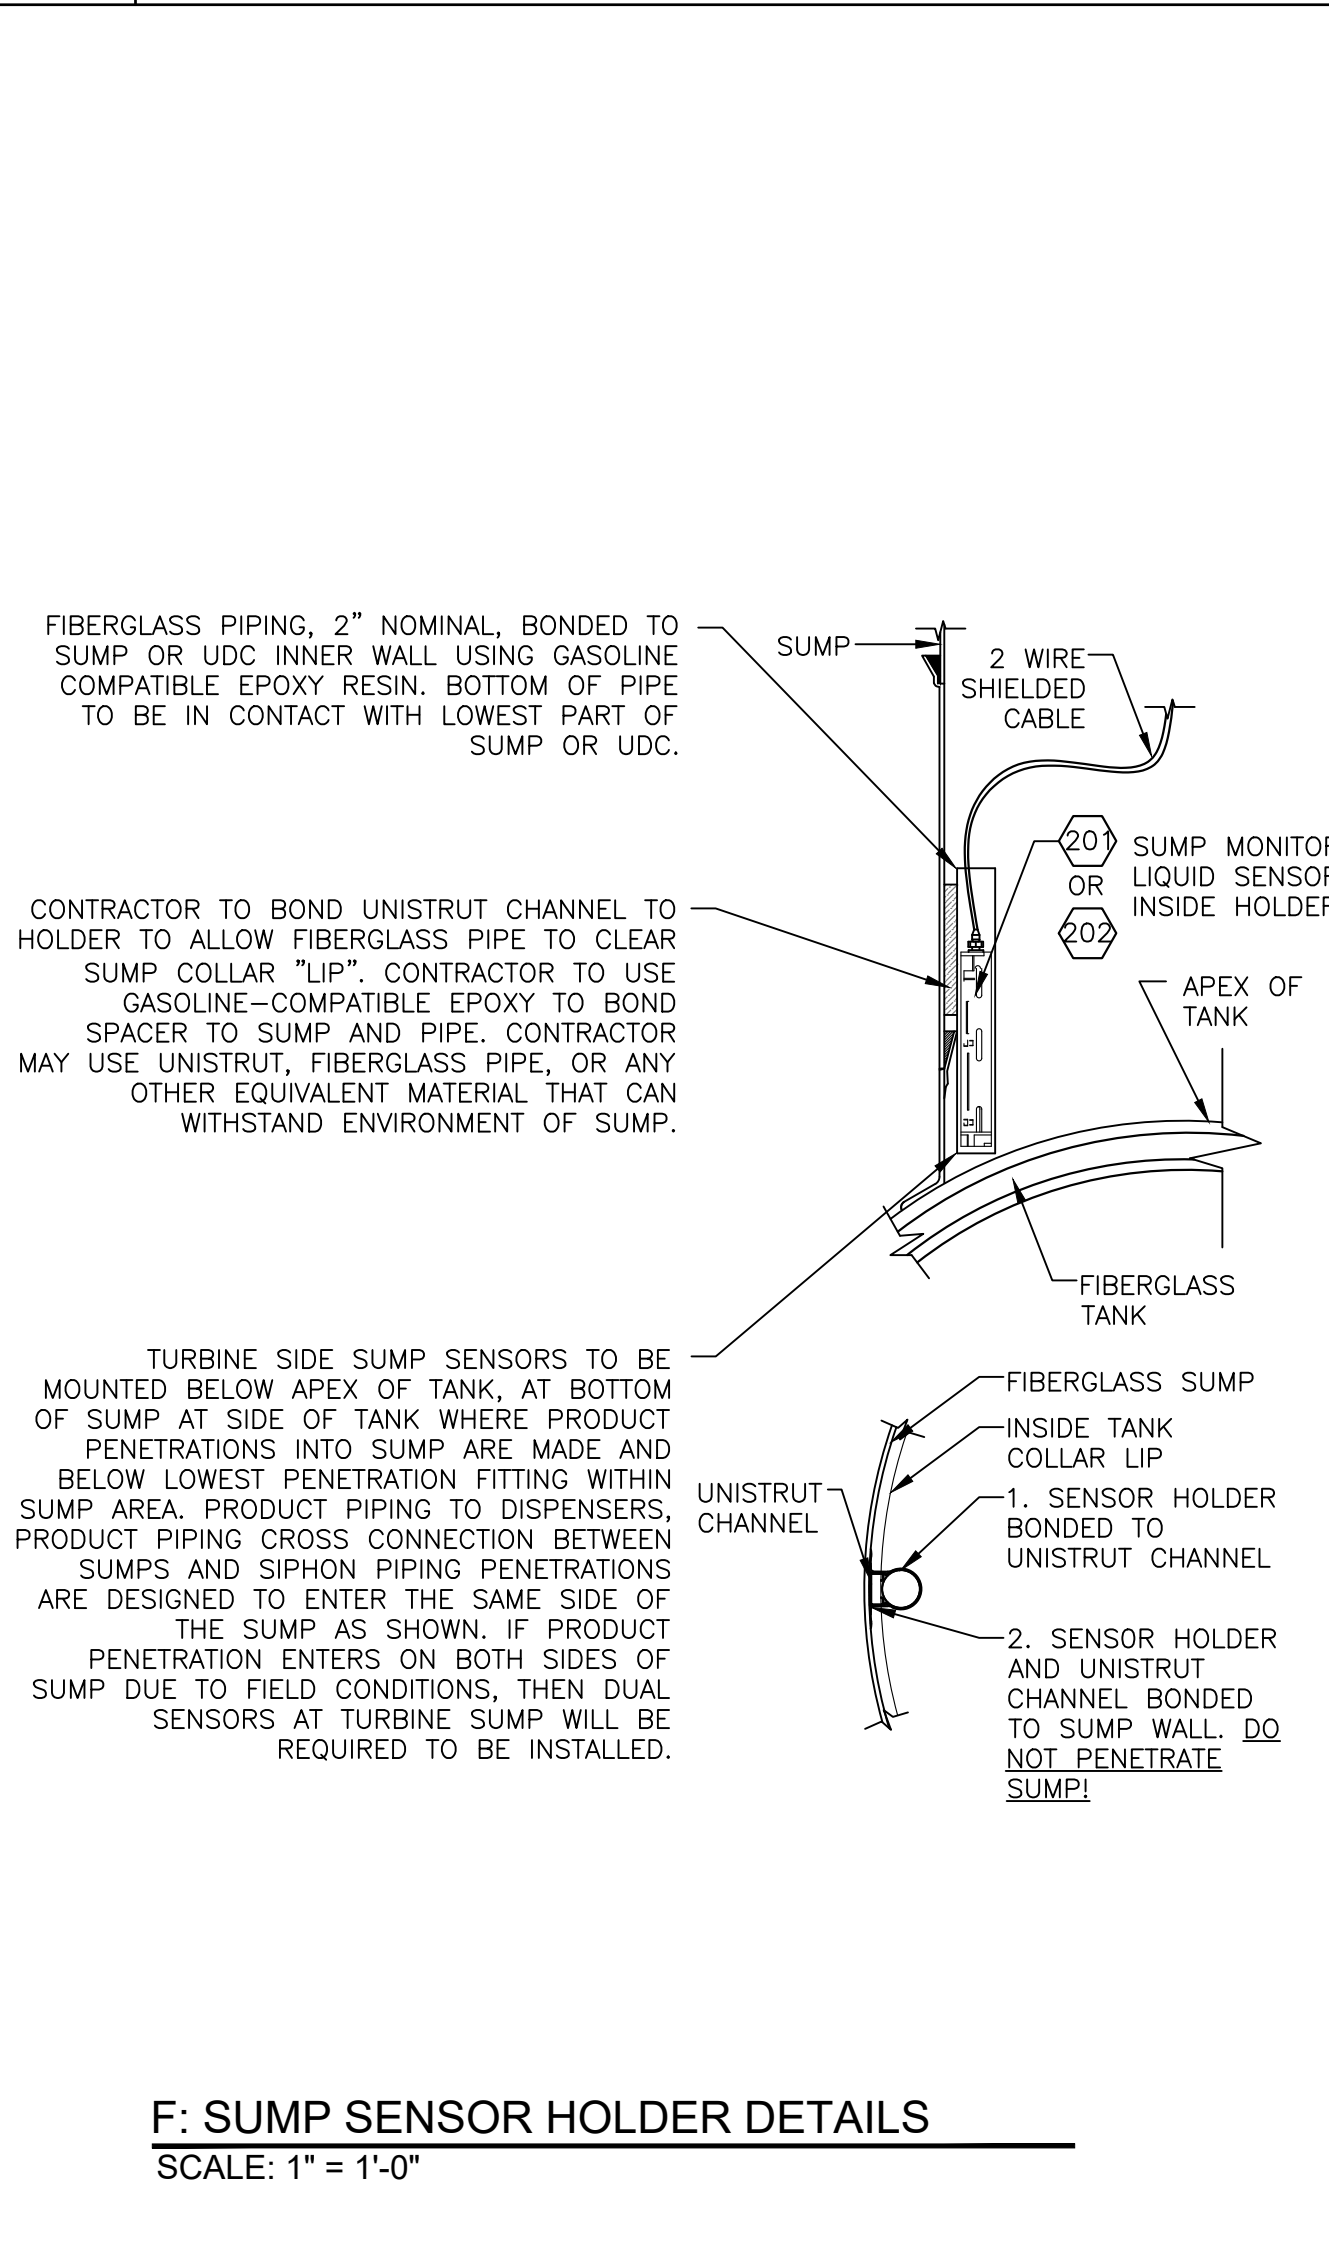 FIBERGLASS PIPING, 2” NOMINAL, BONDED TO
SUMP OR UDC INNER WALL USING GASOLINE
COMPATIBLE EPOXY RESIN. BOTTOM OF PIPE
TO BE IN CONTACT WITH LOWEST PART OF
SUMP OR UDC.
SUMP
2 WIRE
SHIELDED
CABLE
201
OR
202
SUMP MONITOR
LIQUID SENSOR
INSIDE HOLDER
CONTRACTOR TO BOND UNISTRUT CHANNEL TO
HOLDER TO ALLOW FIBERGLASS PIPE TO CLEAR
SUMP COLLAR ”LIP”. CONTRACTOR TO USE
GASOLINE–COMPATIBLE EPOXY TO BOND
SPACER TO SUMP AND PIPE. CONTRACTOR
MAY USE UNISTRUT, FIBERGLASS PIPE, OR ANY
OTHER EQUIVALENT MATERIAL THAT CAN
WITHSTAND ENVIRONMENT OF SUMP.
APEX OF
TANK
FIBERGLASS
TANK
TURBINE SIDE SUMP SENSORS TO BE
MOUNTED BELOW APEX OF TANK, AT BOTTOM
OF SUMP AT SIDE OF TANK WHERE PRODUCT
PENETRATIONS INTO SUMP ARE MADE AND
BELOW LOWEST PENETRATION FITTING WITHIN
SUMP AREA. PRODUCT PIPING TO DISPENSERS,
PRODUCT PIPING CROSS CONNECTION BETWEEN
SUMPS AND SIPHON PIPING PENETRATIONS
ARE DESIGNED TO ENTER THE SAME SIDE OF
THE SUMP AS SHOWN. IF PRODUCT
PENETRATION ENTERS ON BOTH SIDES OF
SUMP DUE TO FIELD CONDITIONS, THEN DUAL
SENSORS AT TURBINE SUMP WILL BE
REQUIRED TO BE INSTALLED.
FIBERGLASS SUMP
INSIDE TANK
COLLAR LIP
UNISTRUT
CHANNEL
1. SENSOR HOLDER
BONDED TO
UNISTRUT CHANNEL
2. SENSOR HOLDER
AND UNISTRUT
CHANNEL BONDED
TO SUMP WALL. DO
NOT PENETRATE
SUMP!
F: SUMP SENSOR HOLDER DETAILS
SCALE: 1" = 1'-0"